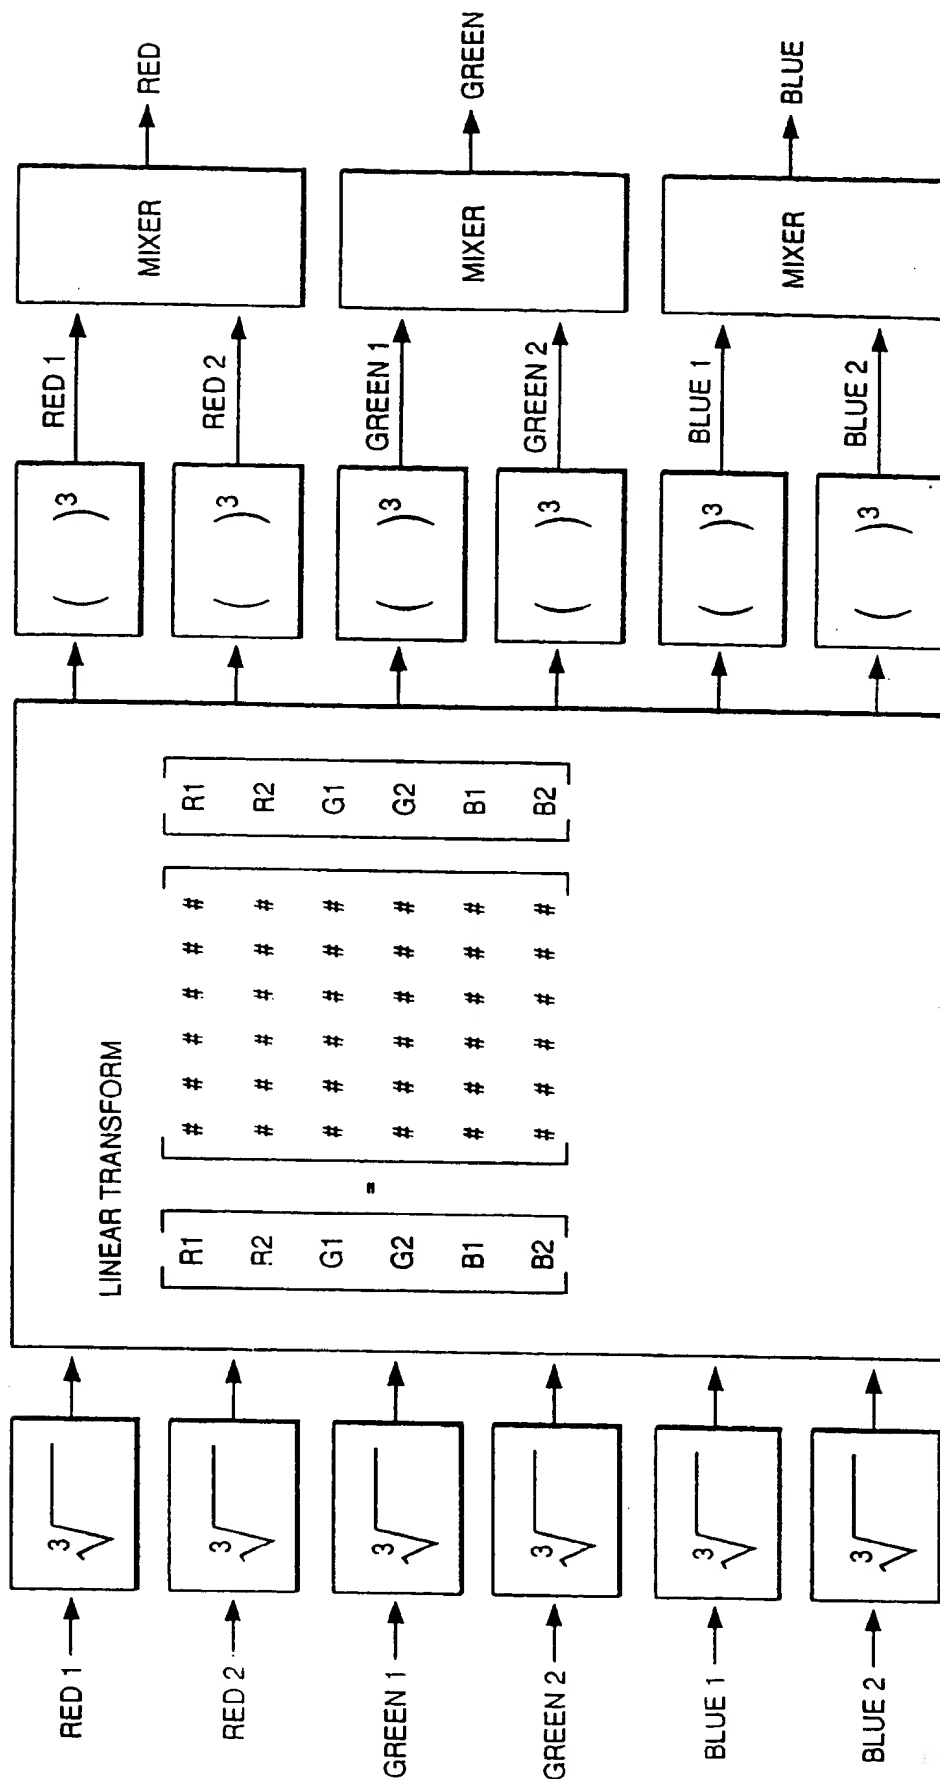 RED 1
RED 2
GREEN 1
GREEN 2
BLUE 1
BLUE 2
3√
3√
3√
3√
3√
3√
LINEAR TRANSFORM
R1 # # # # # # R1
R2 # # # # # # R2
G1 = # # # # # # G1
G2 # # # # # # G2
B1 # # # # # # B1
B2 # # # # # # B2
( )3
( )3
( )3
( )3
( )3
( )3
RED 1
RED 2
GREEN 1
GREEN 2
BLUE 1
BLUE 2
MIXER
MIXER
MIXER
RED
GREEN
BLUE